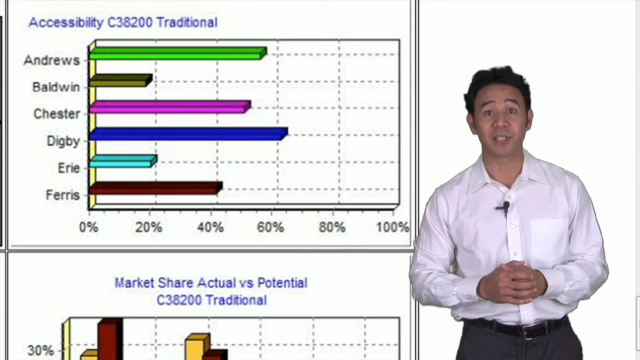 Accessibility C38200 Traditional
Andrews
Baldwin
Chester
Digby
Erie
Ferris
0% 20% 40% 60% 80% 100%
Market Share Actual vs Potential
C38200 Traditional
30%